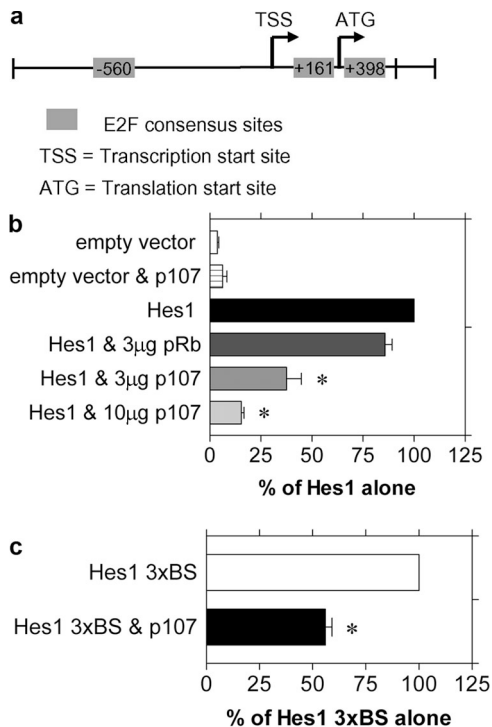 a
TSS
ATG
-560
+161
+398
E2F consensus sites
TSS = Transcription start site
ATG = Translation start site
b
empty vector
empty vector & p107
Hes1
Hes1 & 3μg pRb
Hes1 & 3μg p107 *
Hes1 & 10μg p107 *
0 25 50 75 100 125
% of Hes1 alone
c
Hes1 3xBS
Hes1 3xBS & p107 *
0 25 50 75 100 125
% of Hes1 3xBS alone